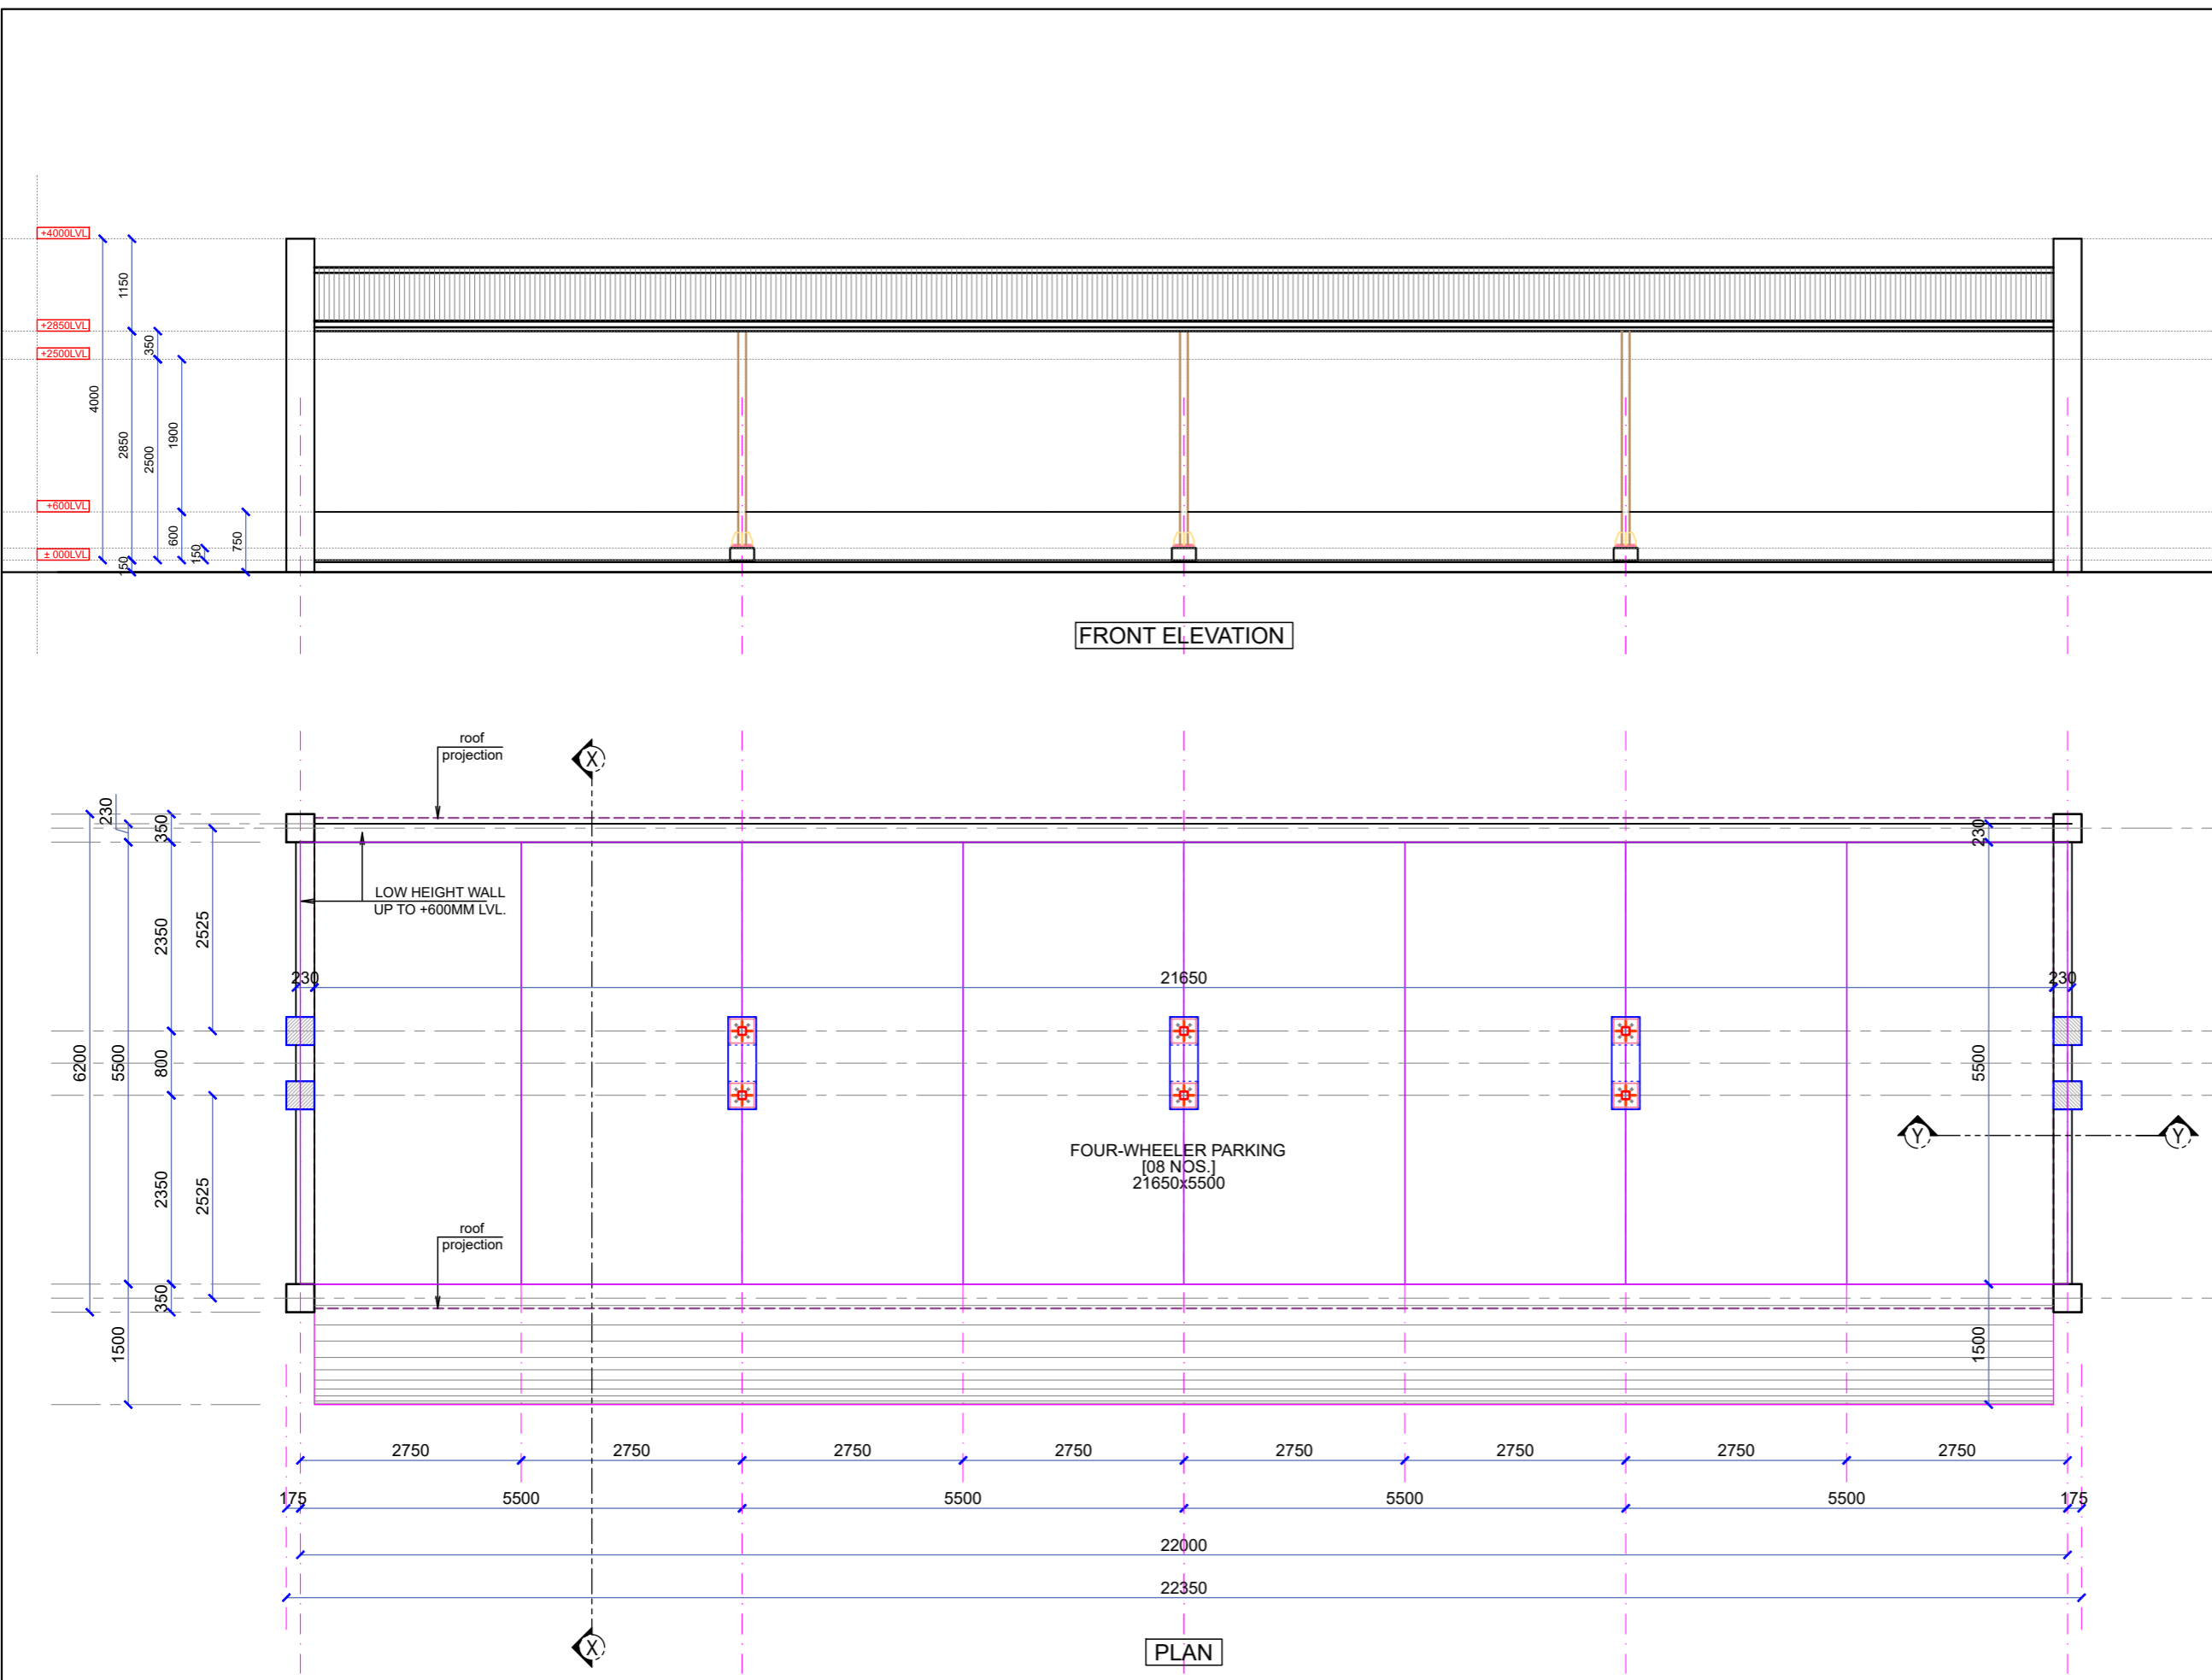 +4000LVL
+2850LVL
+2500LVL
+600LVL
± 000LVL
4000
1150
2850
150
350
2500
1900
600
150
750
FRONT ELEVATION
roof
projection
X
230
350
230
LOW HEIGHT WALL
UP TO +600MM LVL.
2350
2525
230
21650
230
6200
5500
800
5500
Y
Y
FOUR-WHEELER PARKING
[08 NOS.]
21650x5500
2350
2525
roof
projection
350
1500
1500
2750
2750
2750
2750
2750
2750
2750
2750
175
5500
5500
5500
5500
175
22000
22350
X
PLAN